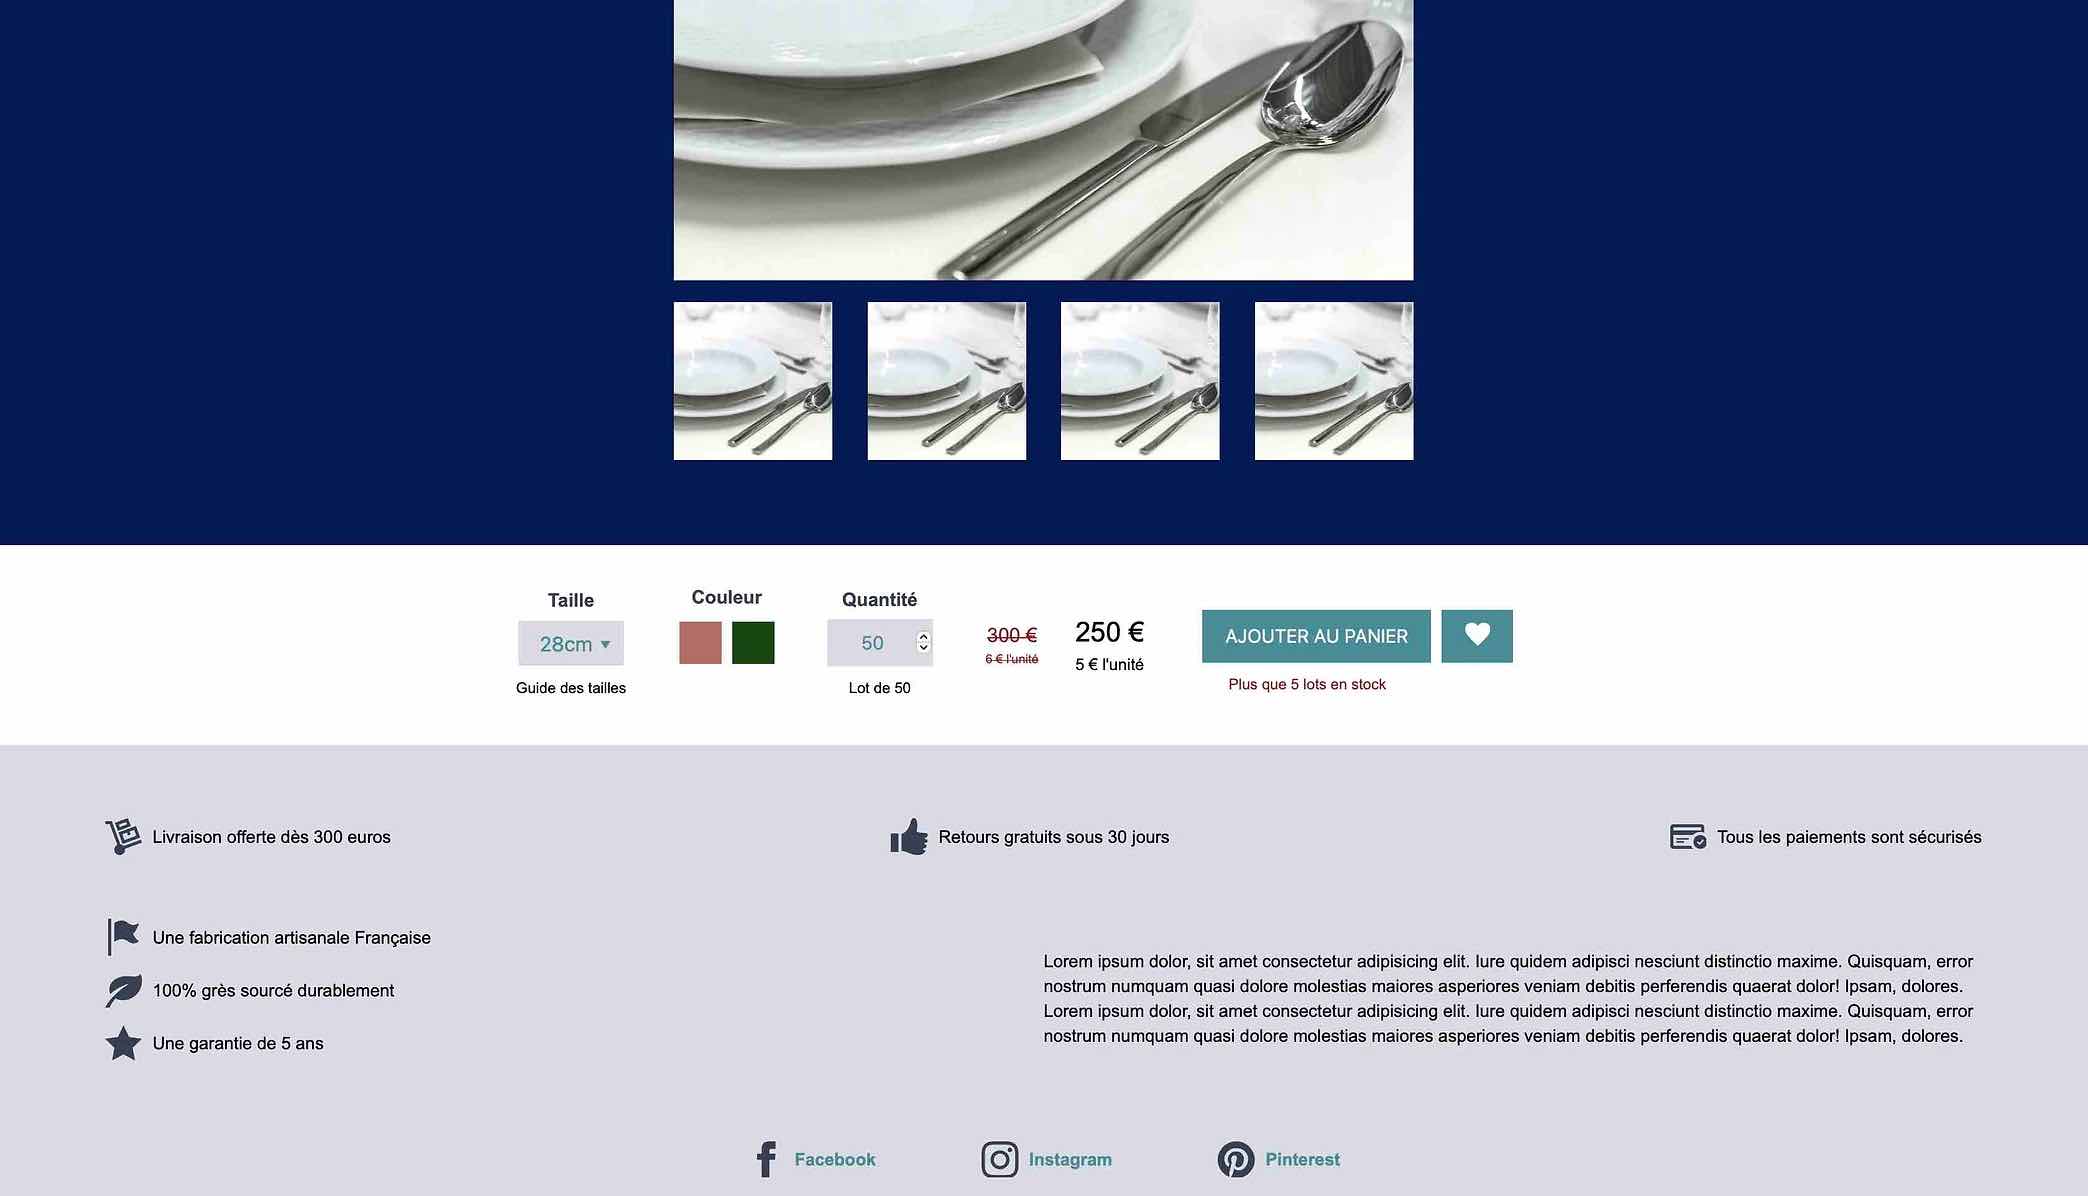 Taille
Couleur
Quantité
28cm
50
300 €
6 € l'unité
250 €
5 € l'unité
AJOUTER AU PANIER
Guide des tailles
Lot de 50
Plus que 5 lots en stock
Livraison offerte dès 300 euros
Retours gratuits sous 30 jours
Tous les paiements sont sécurisés
Une fabrication artisanale Française
100% grès sourcé durablement
Une garantie de 5 ans
Lorem ipsum dolor, sit amet consectetur adipisicing elit. Iure quidem adipisci nesciunt distinctio maxime. Quisquam, error
nostrum numquam quasi dolore molestias maiores asperiores veniam debitis perferendis quaerat dolor! Ipsam, dolores.
Lorem ipsum dolor, sit amet consectetur adipisicing elit. Iure quidem adipisci nesciunt distinctio maxime. Quisquam, error
nostrum numquam quasi dolore molestias maiores asperiores veniam debitis perferendis quaerat dolor! Ipsam, dolores.
Facebook
Instagram
Pinterest